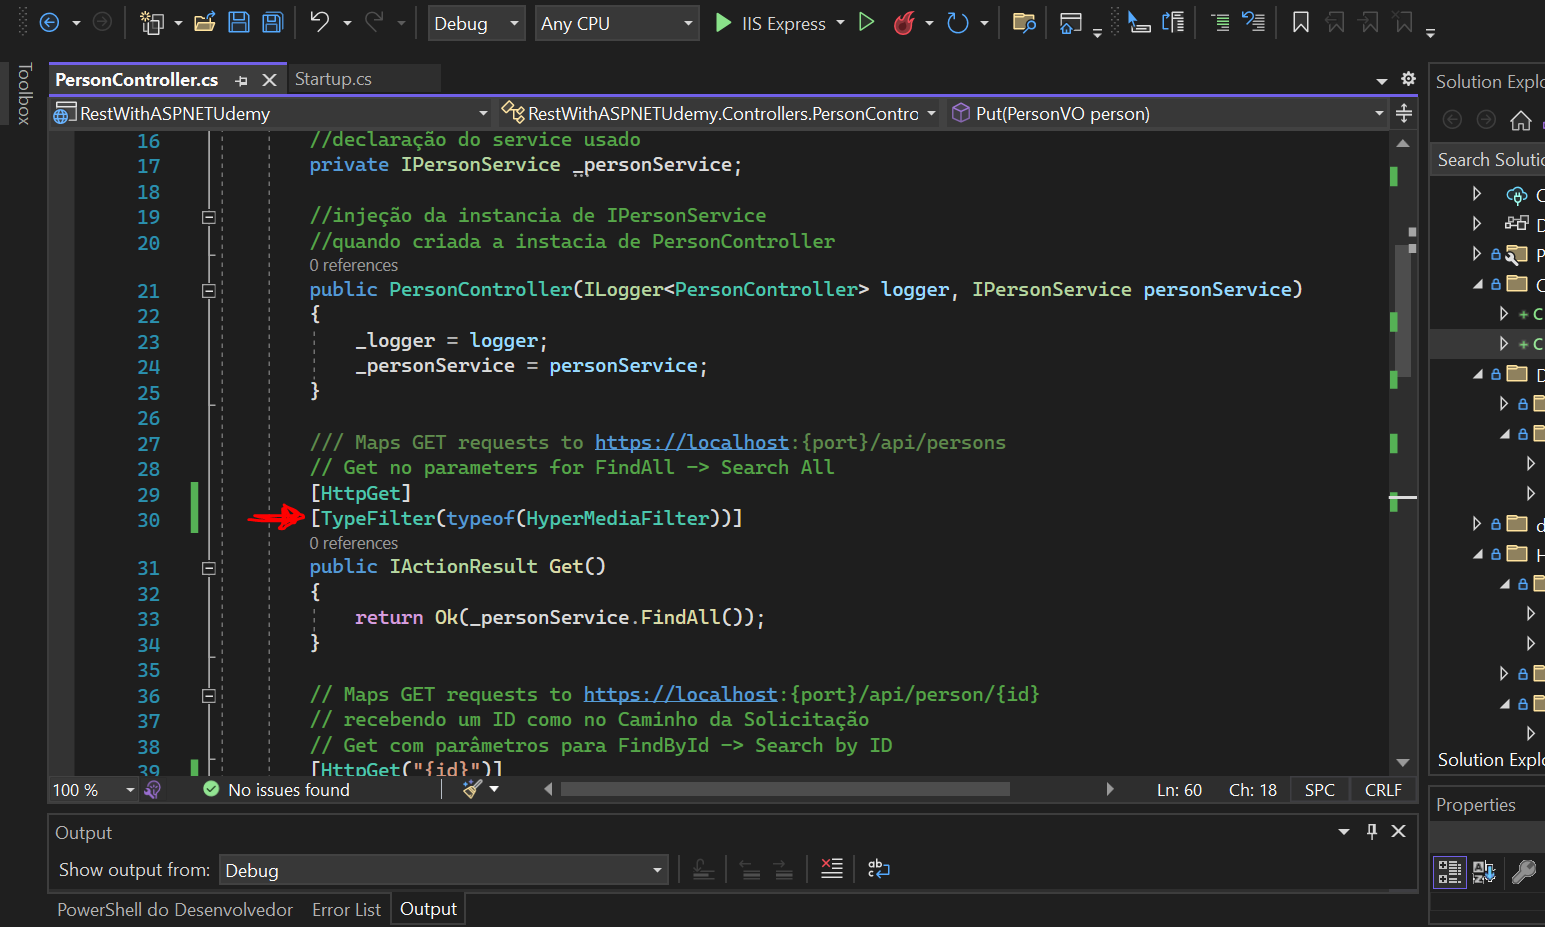 Debug
Any CPU
IIS Express
Toolbox
PersonController.cs
Startup.cs
RestWithASPNETUdemy
RestWithASPNETUdemy.Controllers.PersonContro
Put(PersonVO person)
16 //declaração do service usado
17 private IPersonService _personService;
18
19 //injeção da instancia de IPersonService
20 //quando criada a instacia de PersonController
0 references
21 public PersonController(ILogger<PersonController> logger, IPersonService personService)
22 {
23 _logger = logger;
24 _personService = personService;
25 }
26
27 /// Maps GET requests to https://localhost:{port}/api/persons
28 // Get no parameters for FindAll -> Search All
29 [HttpGet]
30 [TypeFilter(typeof(HyperMediaFilter))]
0 references
31 public IActionResult Get()
32 {
33 return Ok(_personService.FindAll());
34 }
35
36 // Maps GET requests to https://localhost:{port}/api/person/{id}
37 // recebendo um ID como no Caminho da Solicitação
38 // Get com parâmetros para FindById -> Search by ID
39 [HttpGet("{id}")]
100 %
No issues found
Ln: 60
Ch: 18
SPC
CRLF
Output
Show output from: Debug
PowerShell do Desenvolvedor
Error List
Output
Solution Explo
Search Solutio
C
D
P
C
C
C
D
d
H
Solution Explo
Properties